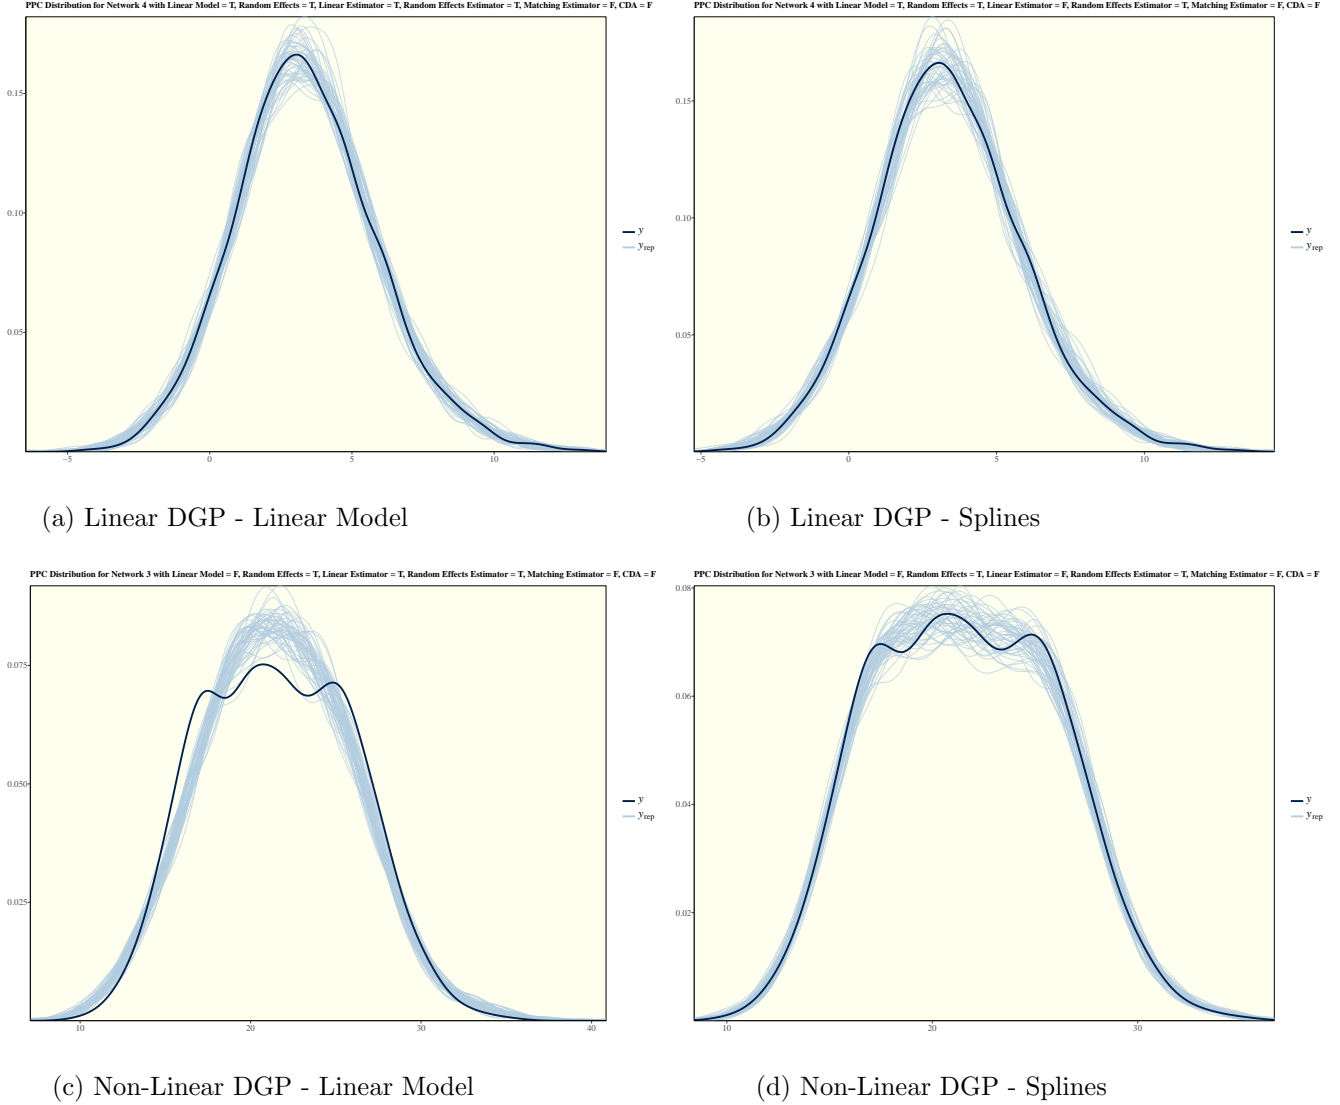 PPC Distribution for Network 4 with Linear Model = T, Random Effects = T, Linear Estimator = T, Random Effects Estimator = T, Matching Estimator = F, CDA = F
0.15
0.10
0.05
−5
0
5
10
y
yrep
(a) Linear DGP - Linear Model
PPC Distribution for Network 4 with Linear Model = T, Random Effects = T, Linear Estimator = F, Random Effects Estimator = T, Matching Estimator = F, CDA = F
0.15
0.10
0.05
−5
0
5
10
y
yrep
(b) Linear DGP - Splines
PPC Distribution for Network 3 with Linear Model = F, Random Effects = T, Linear Estimator = T, Random Effects Estimator = T, Matching Estimator = F, CDA = F
0.075
0.050
0.025
10
20
30
40
y
yrep
(c) Non-Linear DGP - Linear Model
PPC Distribution for Network 3 with Linear Model = F, Random Effects = T, Linear Estimator = F, Random Effects Estimator = T, Matching Estimator = F, CDA = F
0.08
0.06
0.04
0.02
10
20
30
y
yrep
(d) Non-Linear DGP - Splines